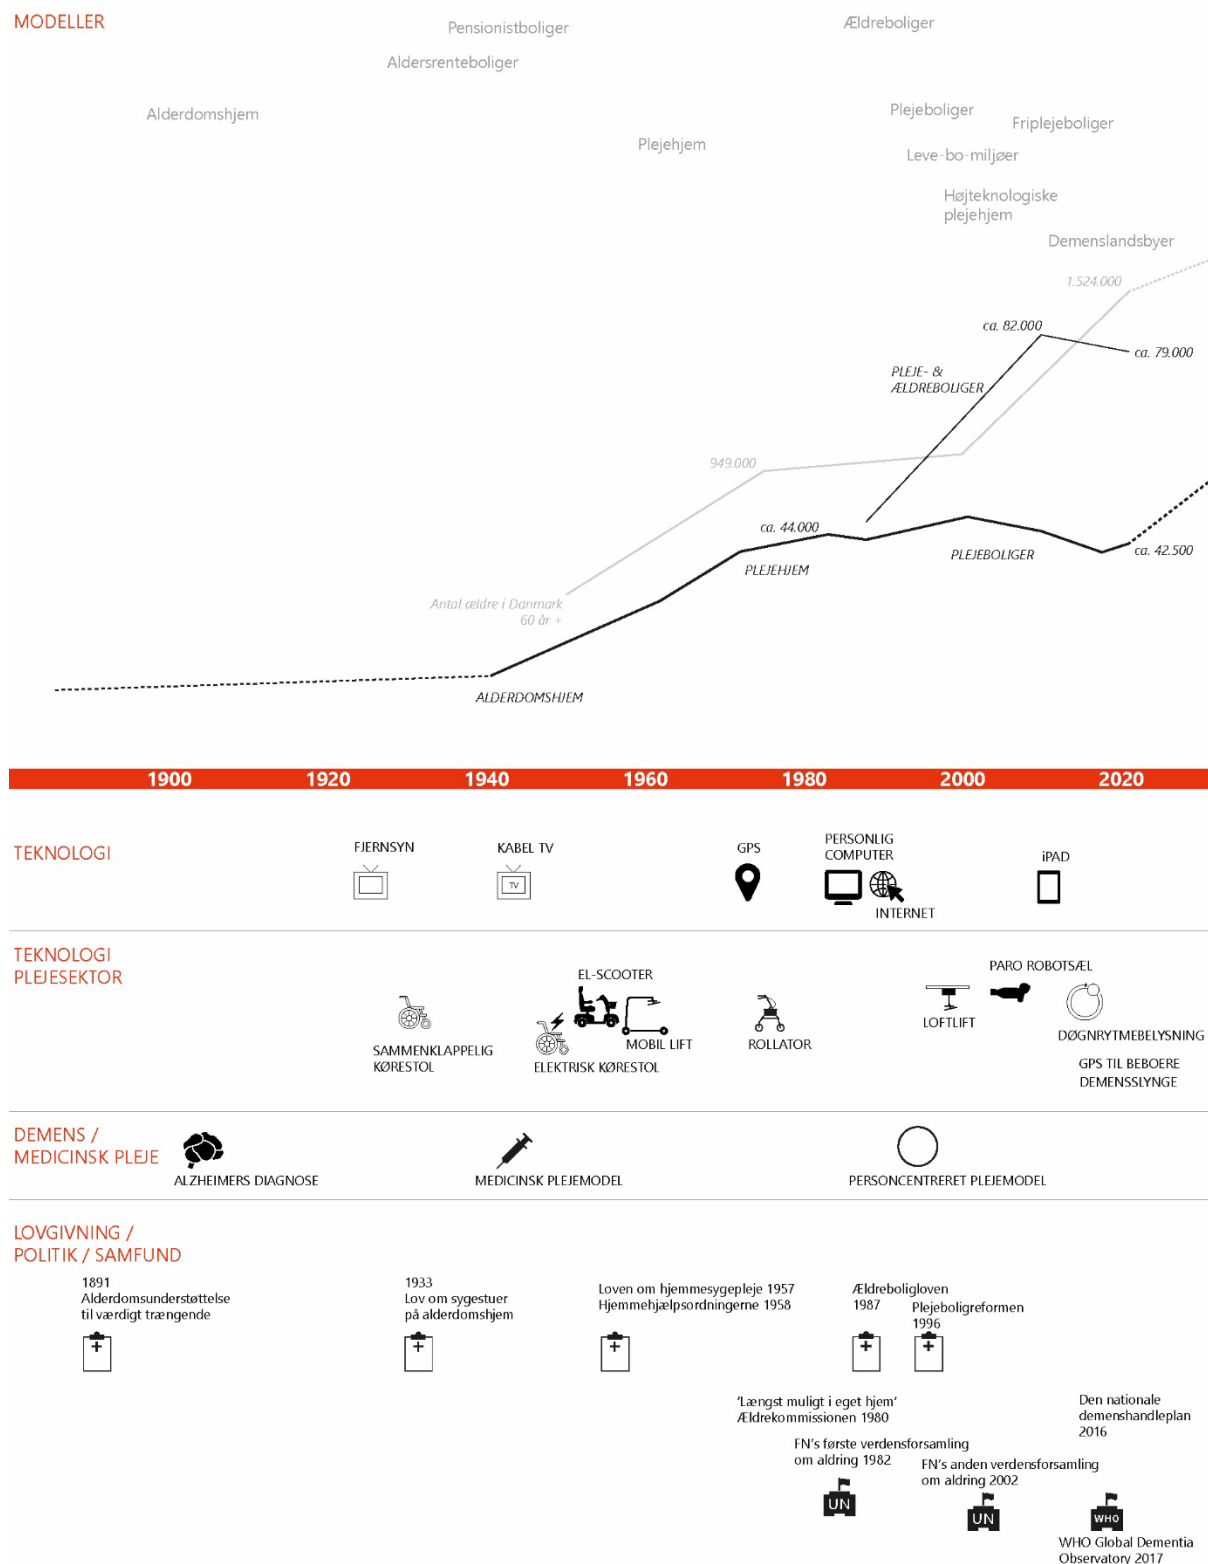 MODELLER
Pensionistboliger
Ældreboliger
Aldersrenteboliger
Alderdomshjem
Plejeboliger
Friplejeboliger
Plejehjem
Leve-bo-miljøer
Højteknologiske
plejehjem
Demenslandsbyer
1.524.000
ca. 82.000
ca. 79.000
PLEJE- &
ÆLDREBOLIGER
949.000
ca. 44.000
PLEJEHJEM
PLEJEBOLIGER
ca. 42.500
Antal ældre i Danmark
60 år +
ALDERDOMSHJEM
1900 1920 1940 1960 1980 2000 2020
TEKNOLOGI
FJERNSYN
KABEL TV
TV
GPS
PERSONLIG
COMPUTER
INTERNET
iPAD
TEKNOLOGI
PLEJESEKTOR
SAMMENKLAPPELIG
KØRESTOL
EL-SCOOTER
ELEKTRISK KØRESTOL
MOBIL LIFT
ROLLATOR
LOFTLIFT
PARO ROBOTSÆL
DØGNRYTMEBELYSNING
GPS TIL BEBOERE
DEMENSSLYNGE
DEMENS /
MEDICINSK PLEJE
ALZHEIMERS DIAGNOSE
MEDICINSK PLEJEMODEL
PERSONCENTRERET PLEJEMODEL
LOVGIVNING /
POLITIK / SAMFUND
1891
Alderdomsunderstøttelse
til værdigt trængende
1933
Lov om sygestuer
på alderdomshjem
Loven om hjemmesygepleje 1957
Hjemmehjælpsordningerne 1958
Ældreboligloven
1987
Plejeboligreformen
1996
'Længst muligt i eget hjem'
Ældrekommissionen 1980
FN's første verdensforsamling
om aldring 1982
UN
FN's anden verdensforsamling
om aldring 2002
UN
Den nationale
demenshandleplan
2016
WHO
WHO Global Dementia
Observatory 2017